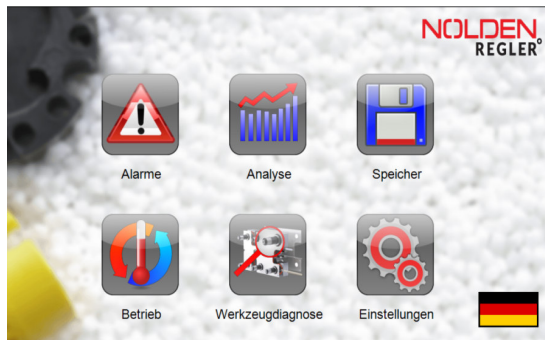 NOLDEN
REGLER°
Alarme
Analyse
Speicher
Betrieb
Werkzeugdiagnose
Einstellungen